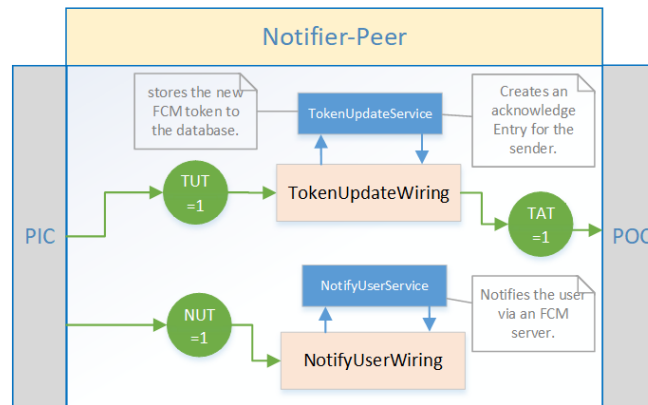 Notifier-Peer
stores the new
FCM token to
the database.
TokenUpdateService
Creates an
acknowledge
Entry for the
sender.
TUT
=1
TokenUpdateWiring
TAT
=1
PIC
POC
NotifyUserService
Notifies the user
via an FCM
server.
NUT
=1
NotifyUserWiring